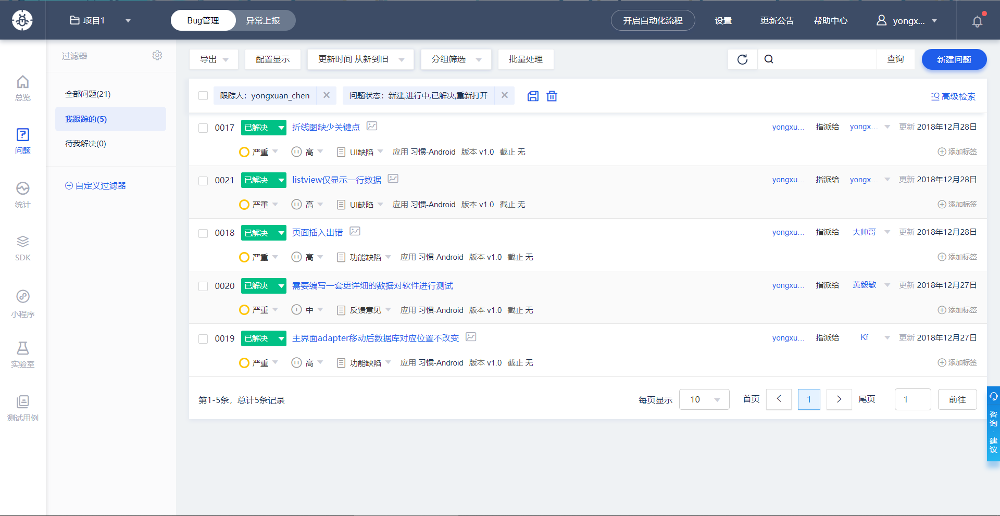 项目1 Bug管理 异常上报 开启自动化流程 设置 更新公告 帮助中心 yongx...
总览
问题
统计
SDK
小程序
实验室
测试用例
过滤器
全部问题(21)
我跟踪的(5)
待我解决(0)
自定义过滤器
导出 配置显示 更新时间 从新到旧 分组筛选 批量处理 查询 新建问题
跟踪人：yongxuan_chen 问题状态：新建,进行中,已解决,重新打开 高级检索
0017 已解决 折线图缺少关键点 yongxu... 指派给 yongx... 更新 2018年12月28日
严重 高 UI缺陷 应用 习惯-Android 版本 v1.0 截止 无 添加标签
0021 已解决 listview仅显示一行数据 yongxu... 指派给 yongx... 更新 2018年12月28日
严重 高 UI缺陷 应用 习惯-Android 版本 v1.0 截止 无 添加标签
0018 已解决 页面插入出错 yongxu... 指派给 大帅哥 更新 2018年12月28日
严重 高 功能缺陷 应用 习惯-Android 版本 v1.0 截止 无 添加标签
0020 已解决 需要编写一套更详细的数据对软件进行测试 yongxu... 指派给 黄毅敏 更新 2018年12月27日
严重 中 反馈意见 应用 习惯-Android 版本 v1.0 截止 无 添加标签
0019 已解决 主界面adapter移动后数据库对应位置不改变 yongxu... 指派给 Kf 更新 2018年12月27日
严重 高 功能缺陷 应用 习惯-Android 版本 v1.0 截止 无 添加标签
第1-5条，总计5条记录 每页显示 10 首页 1 尾页 1 前往
咨询·建议